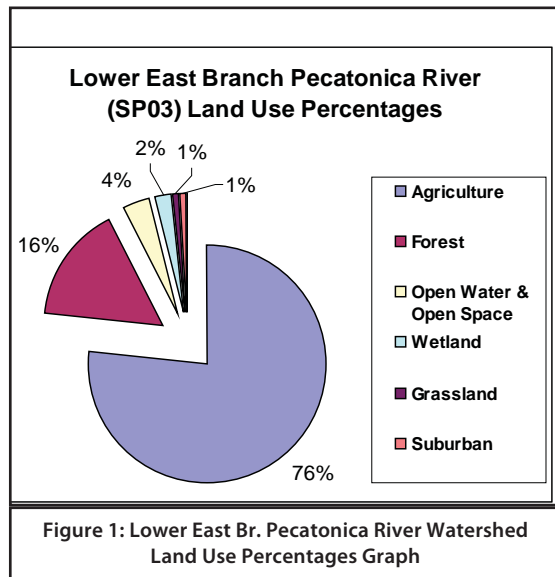 Lower East Branch Pecatonica River
(SP03) Land Use Percentages
2%
1%
4%
1%
16%
76%
Agriculture
Forest
Open Water &
Open Space
Wetland
Grassland
Suburban
Figure 1: Lower East Br. Pecatonica River Watershed
Land Use Percentages Graph